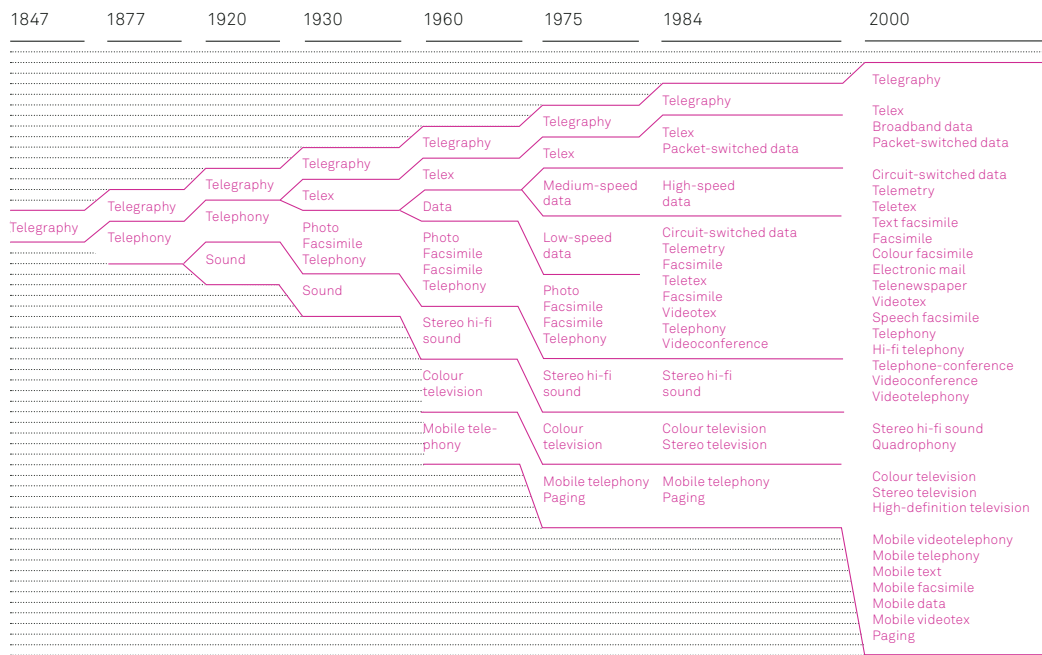 1847
1877
1920
1930
1960
1975
1984
2000
Telegraphy
Telegraphy
Telephony
Telegraphy
Telephony
Sound
Telegraphy
Telex
Photo
Facsimile
Telephony
Sound
Telegraphy
Telex
Data
Photo
Facsimile
Facsimile
Telephony
Stereo hi-fi
sound
Colour
television
Mobile tele-
phony
Telegraphy
Telex
Medium-speed
data
Low-speed
data
Photo
Facsimile
Facsimile
Telephony
Stereo hi-fi
sound
Colour
television
Mobile telephony
Paging
Telegraphy
Telex
Packet-switched data
High-speed
data
Circuit-switched data
Telemetry
Facsimile
Teletex
Facsimile
Videotex
Telephony
Videoconference
Stereo hi-fi
sound
Colour television
Stereo television
Mobile telephony
Paging
Telegraphy
Telex
Broadband data
Packet-switched data
Circuit-switched data
Telemetry
Teletex
Text facsimile
Facsimile
Colour facsimile
Electronic mail
Telenewspaper
Videotex
Speech facsimile
Telephony
Hi-fi telephony
Telephone-conference
Videoconference
Videotelephony
Stereo hi-fi sound
Quadrophony
Colour television
Stereo television
High-definition television
Mobile videotelephony
Mobile telephony
Mobile text
Mobile facsimile
Mobile data
Mobile videotex
Paging